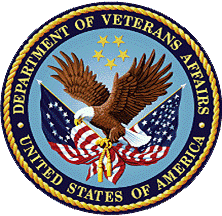 DEPARTMENT OF VETERANS AFFAIRS
UNITED STATES OF AMERICA